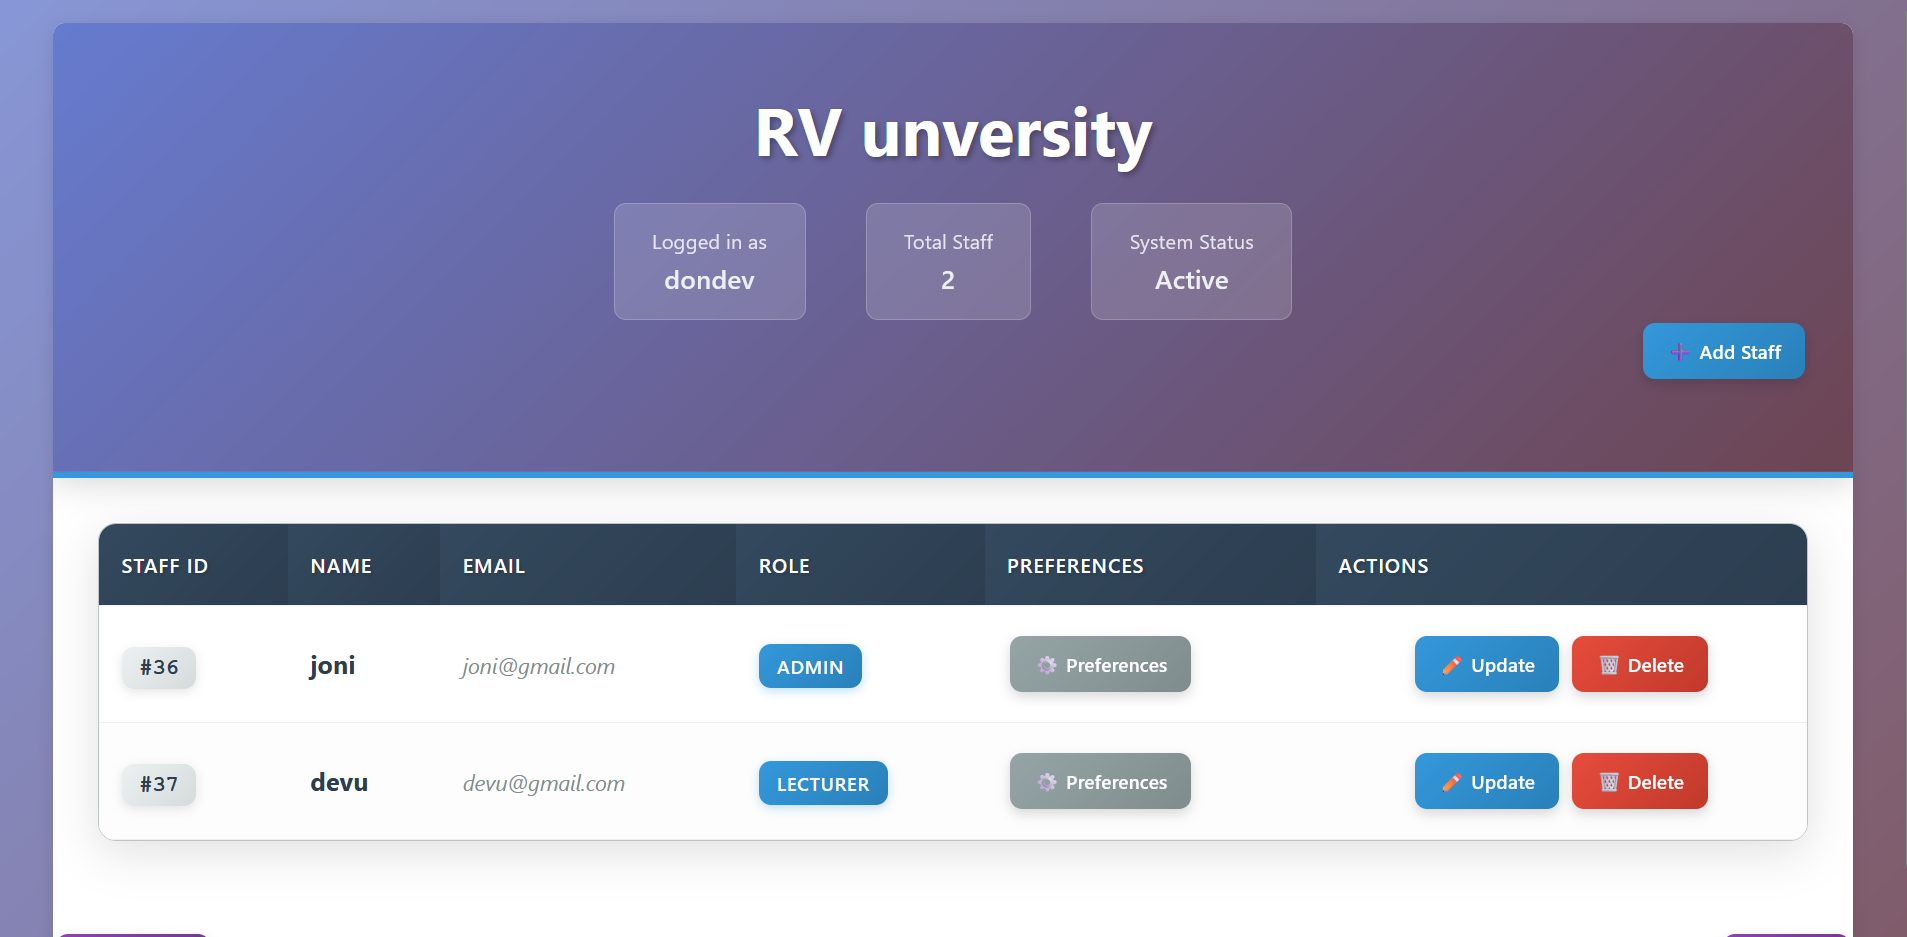 RV unversity
Logged in as
dondev
Total Staff
2
System Status
Active
Add Staff
STAFF ID NAME EMAIL ROLE PREFERENCES ACTIONS
#36 joni joni@gmail.com ADMIN Preferences Update Delete
#37 devu devu@gmail.com LECTURER Preferences Update Delete